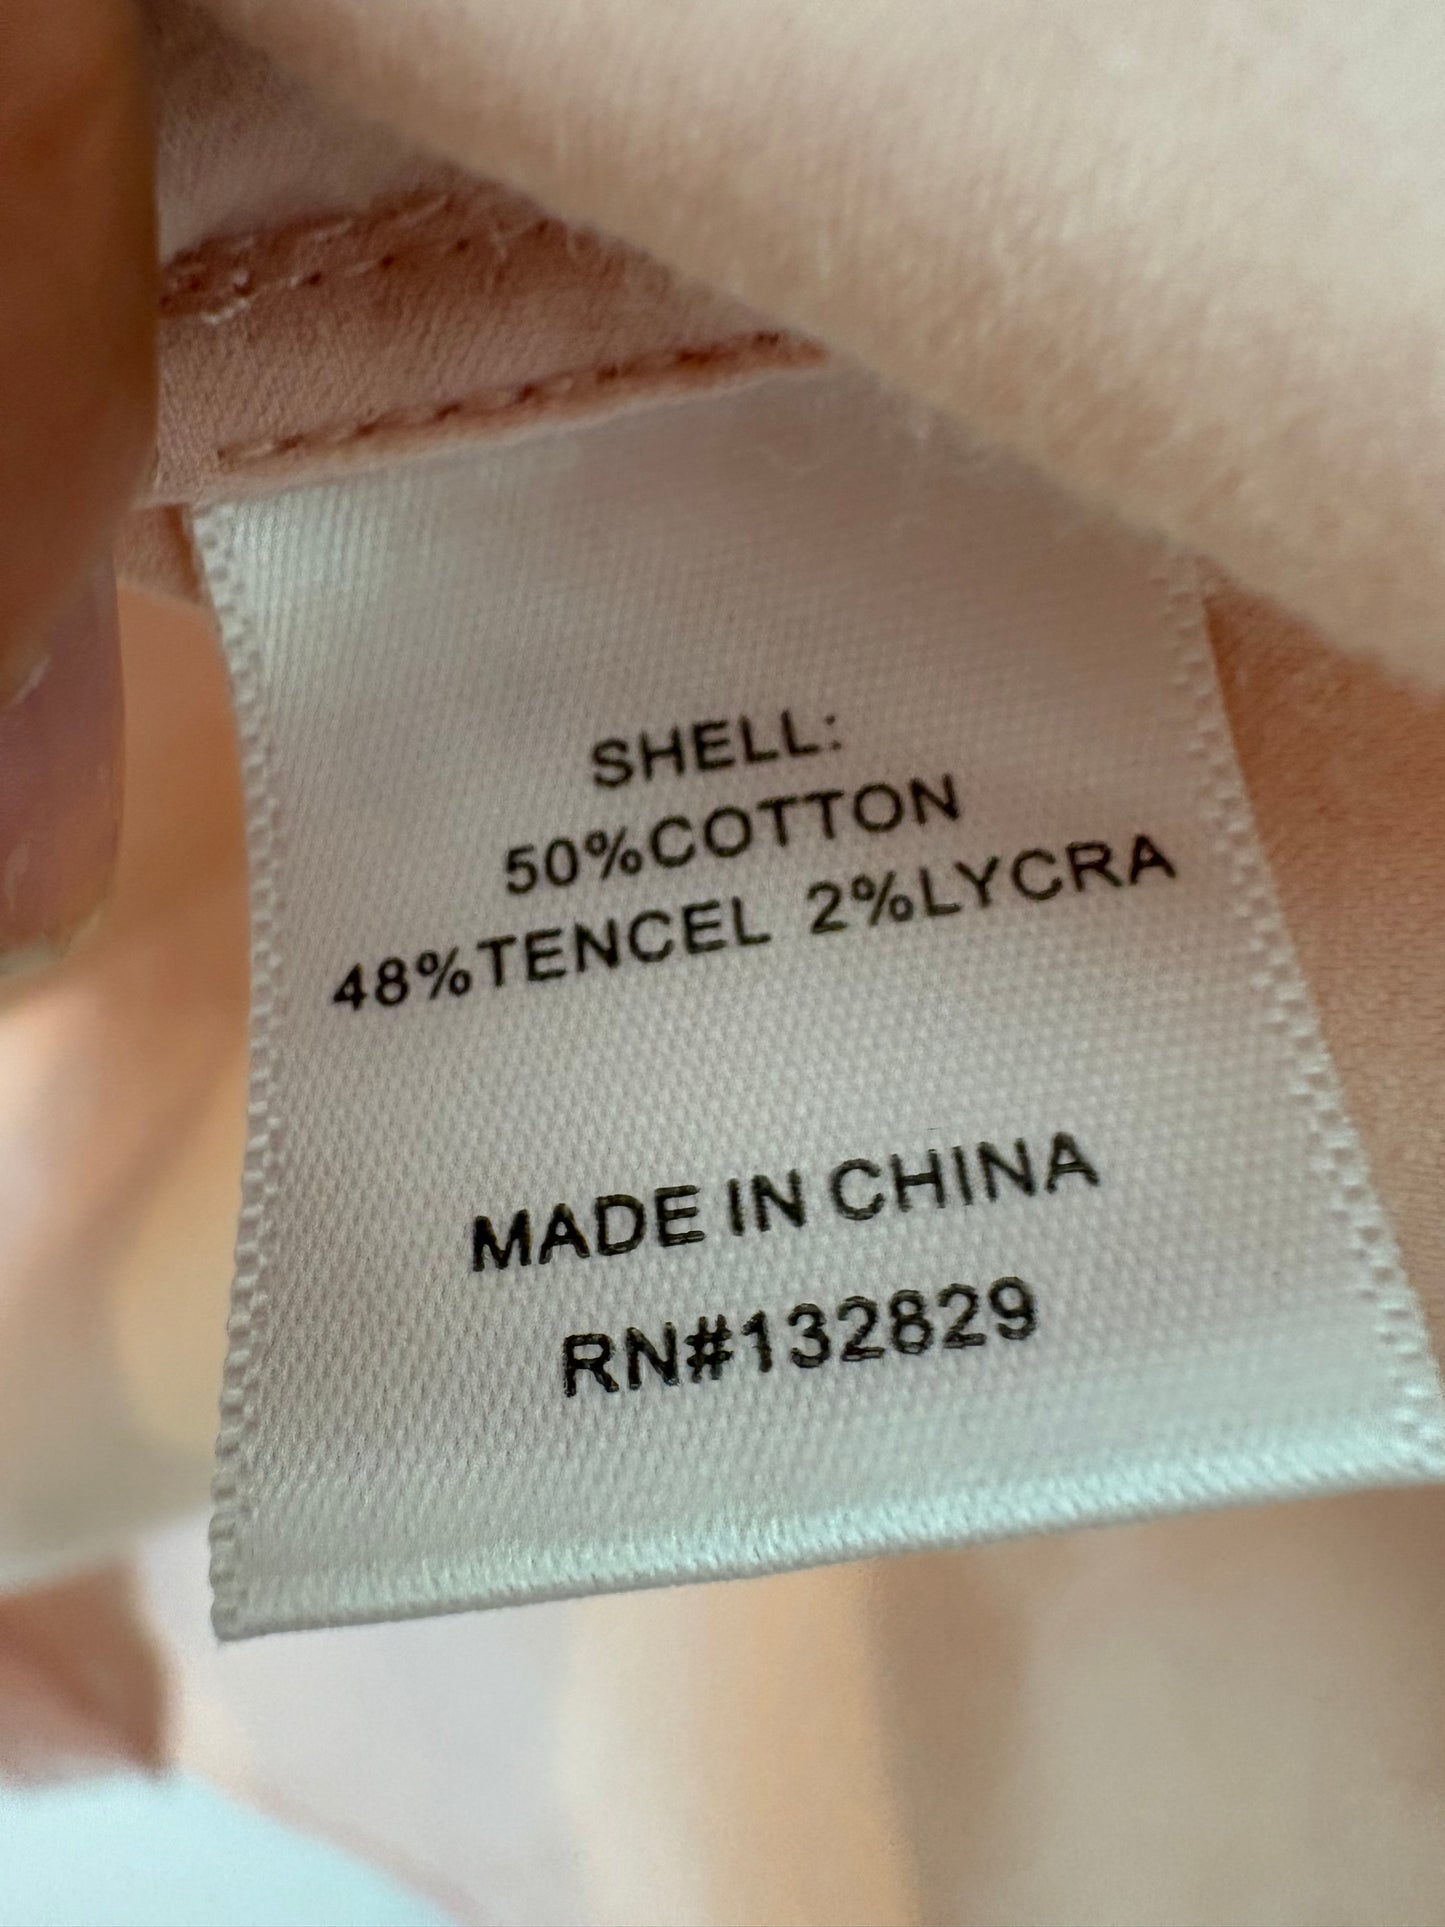 SHELL:
50%COTTON
48%TENCEL 2%LYCRA
MADE IN CHINA
RN#132829